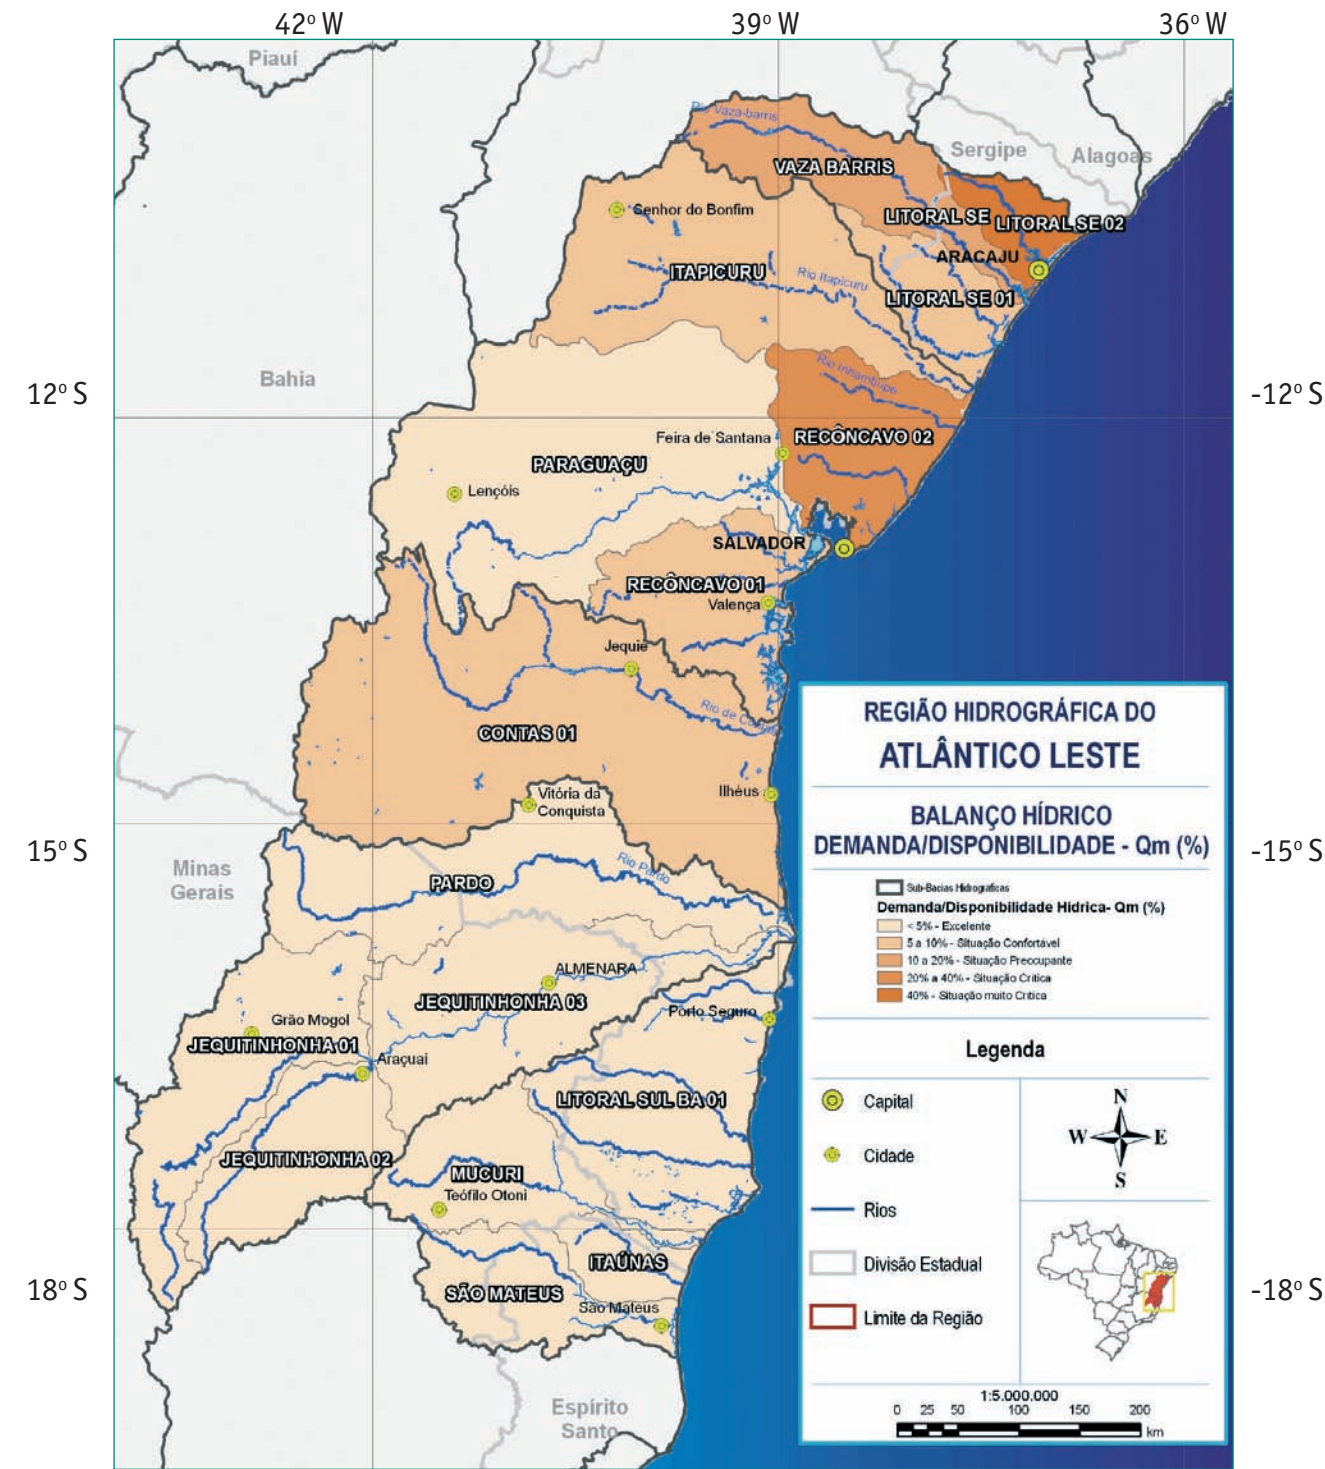 42º W
39º W
36º W
Piauí
Rio Vaza-barris
Sergipe
Alagoas
VAZA BARRIS
Senhor do Bonfim
LITORAL SE
LITORAL SE 02
ARACAJU
ITAPICURU
Rio Itapicuru
LITORAL SE 01
Bahia
Rio Inhambupe
12º S
-12º S
Feira de Santana
RECÔNCAVO 02
PARAGUAÇU
Lençóis
SALVADOR
RECÔNCAVO 01
Valença
Jequié
Rio de Contas
CONTAS 01
Vitória da
Conquista
Ilhéus
15º S
-15º S
Minas
Gerais
Rio Pardo
PARDO
ALMENARA
JEQUITINHONHA 03
Porto Seguro
Grão Mogol
JEQUITINHONHA 01
Araçuai
LITORAL SUL BA 01
JEQUITINHONHA 02
MUCURI
Teófilo Otoni
ITAÚNAS
18º S
-18º S
SÃO MATEUS
São Mateus
Espírito
Santo
REGIÃO HIDROGRÁFICA DO
ATLÂNTICO LESTE
BALANÇO HÍDRICO
DEMANDA/DISPONIBILIDADE - Qm (%)
Sub-Bacias Hidrograficas
Demanda/Disponibilidade Hídrica- Qm (%)
< 5% - Excelente
5 a 10% - Situação Confortável
10 a 20% - Situação Preocupante
20% a 40% - Situação Critica
40% - Situação muito Critica
Legenda
Capital
Cidade
Rios
Divisão Estadual
Limite da Região
N
W E
S
1:5.000.000
0 25 50 100 150 200
km